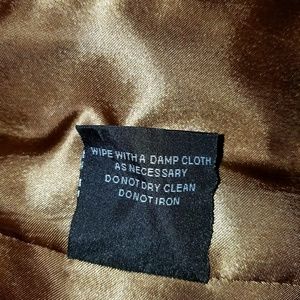 WIPE WITH A DAMP CLOTH
AS NECESSARY
DO NOT DRY CLEAN
DO NOT IRON